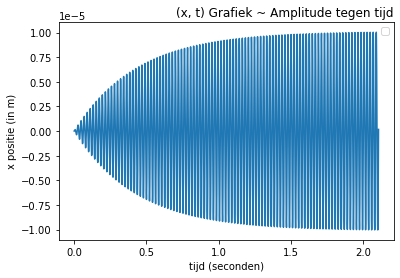 (x, t) Grafiek ~ Amplitude tegen tijd
1e−5
1.00
0.75
0.50
0.25
0.00
−0.25
−0.50
−0.75
−1.00
x positie (in m)
0.0 0.5 1.0 1.5 2.0
tijd (seconden)